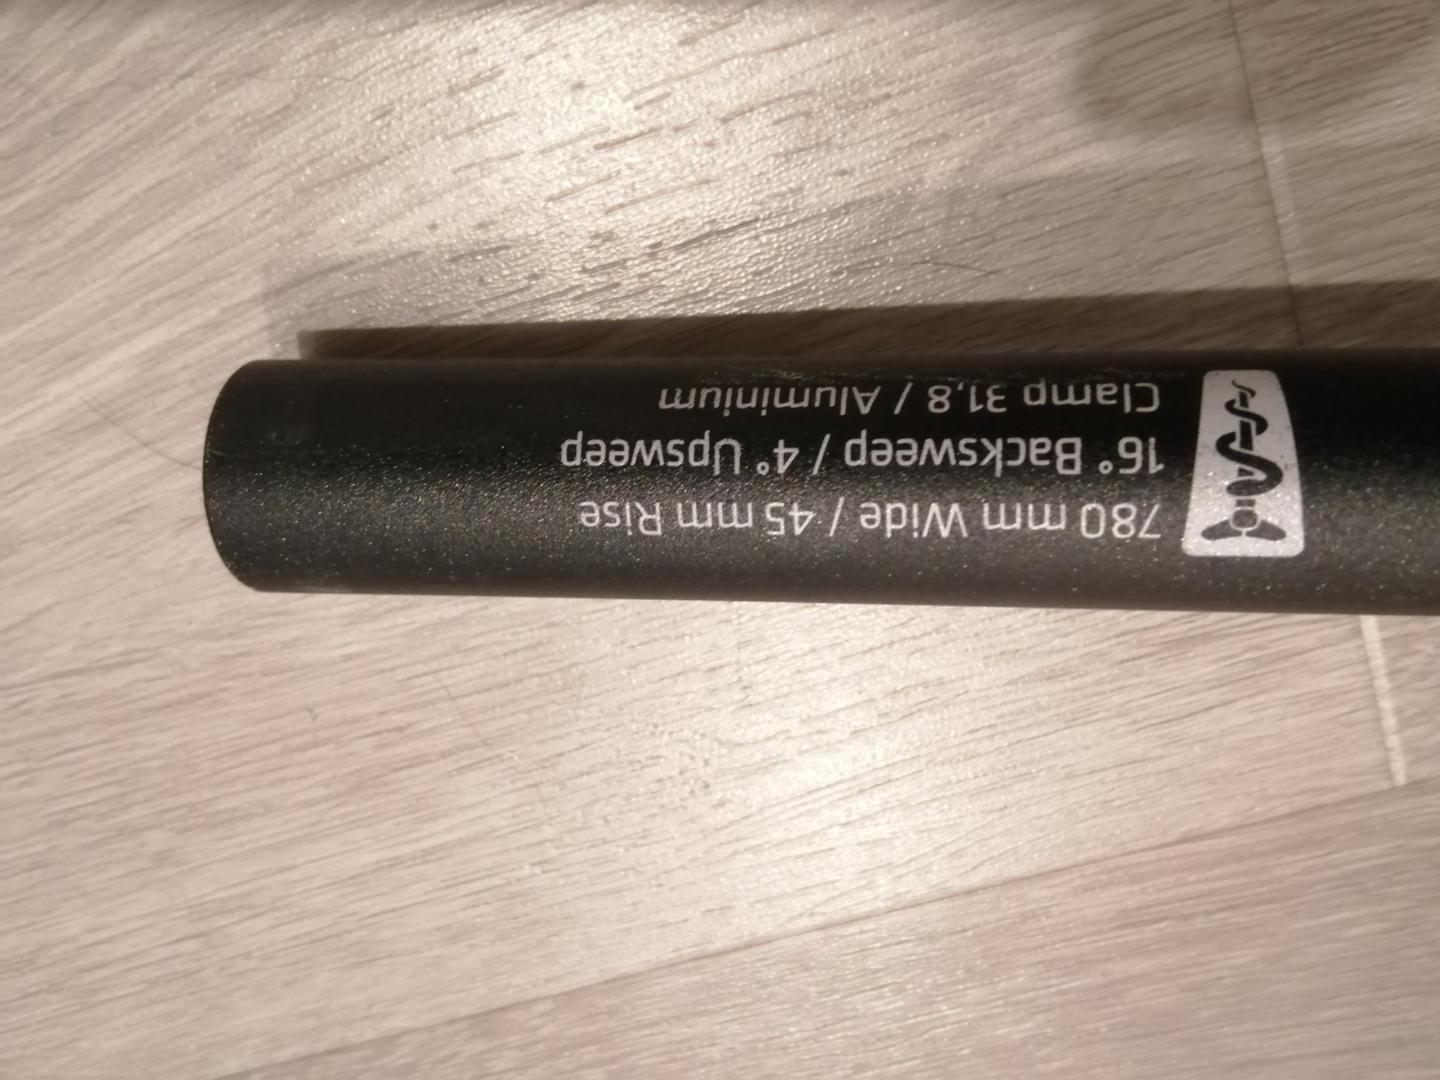 780 mm Wide / 45 mm Rise
16° Backsweep / 4° Upsweep
Clamp 31,8 / Aluminium